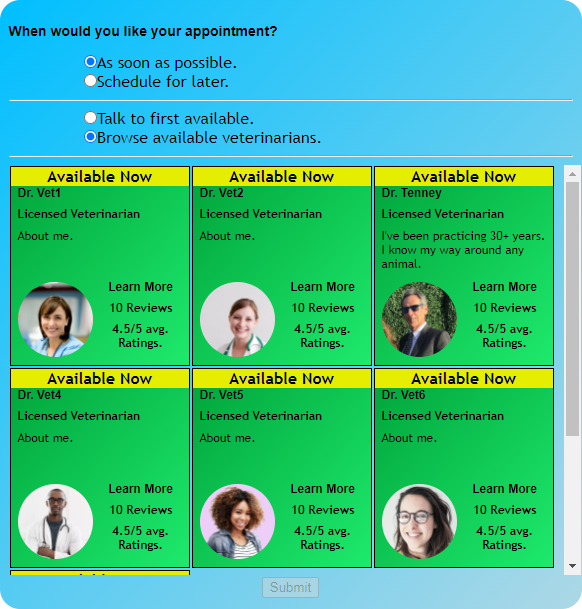 When would you like your appointment?
As soon as possible.
Schedule for later.
Talk to first available.
Browse available veterinarians.
Available Now
Dr. Vet1
Licensed Veterinarian
About me.
Learn More
10 Reviews
4.5/5 avg.
Ratings.
Available Now
Dr. Vet2
Licensed Veterinarian
About me.
Learn More
10 Reviews
4.5/5 avg.
Ratings.
Available Now
Dr. Tenney
Licensed Veterinarian
I've been practicing 30+ years.
I know my way around any
animal.
Learn More
10 Reviews
4.5/5 avg.
Ratings.
Available Now
Dr. Vet4
Licensed Veterinarian
About me.
Learn More
10 Reviews
4.5/5 avg.
Ratings.
Available Now
Dr. Vet5
Licensed Veterinarian
About me.
Learn More
10 Reviews
4.5/5 avg.
Ratings.
Available Now
Dr. Vet6
Licensed Veterinarian
About me.
Learn More
10 Reviews
4.5/5 avg.
Ratings.
Submit